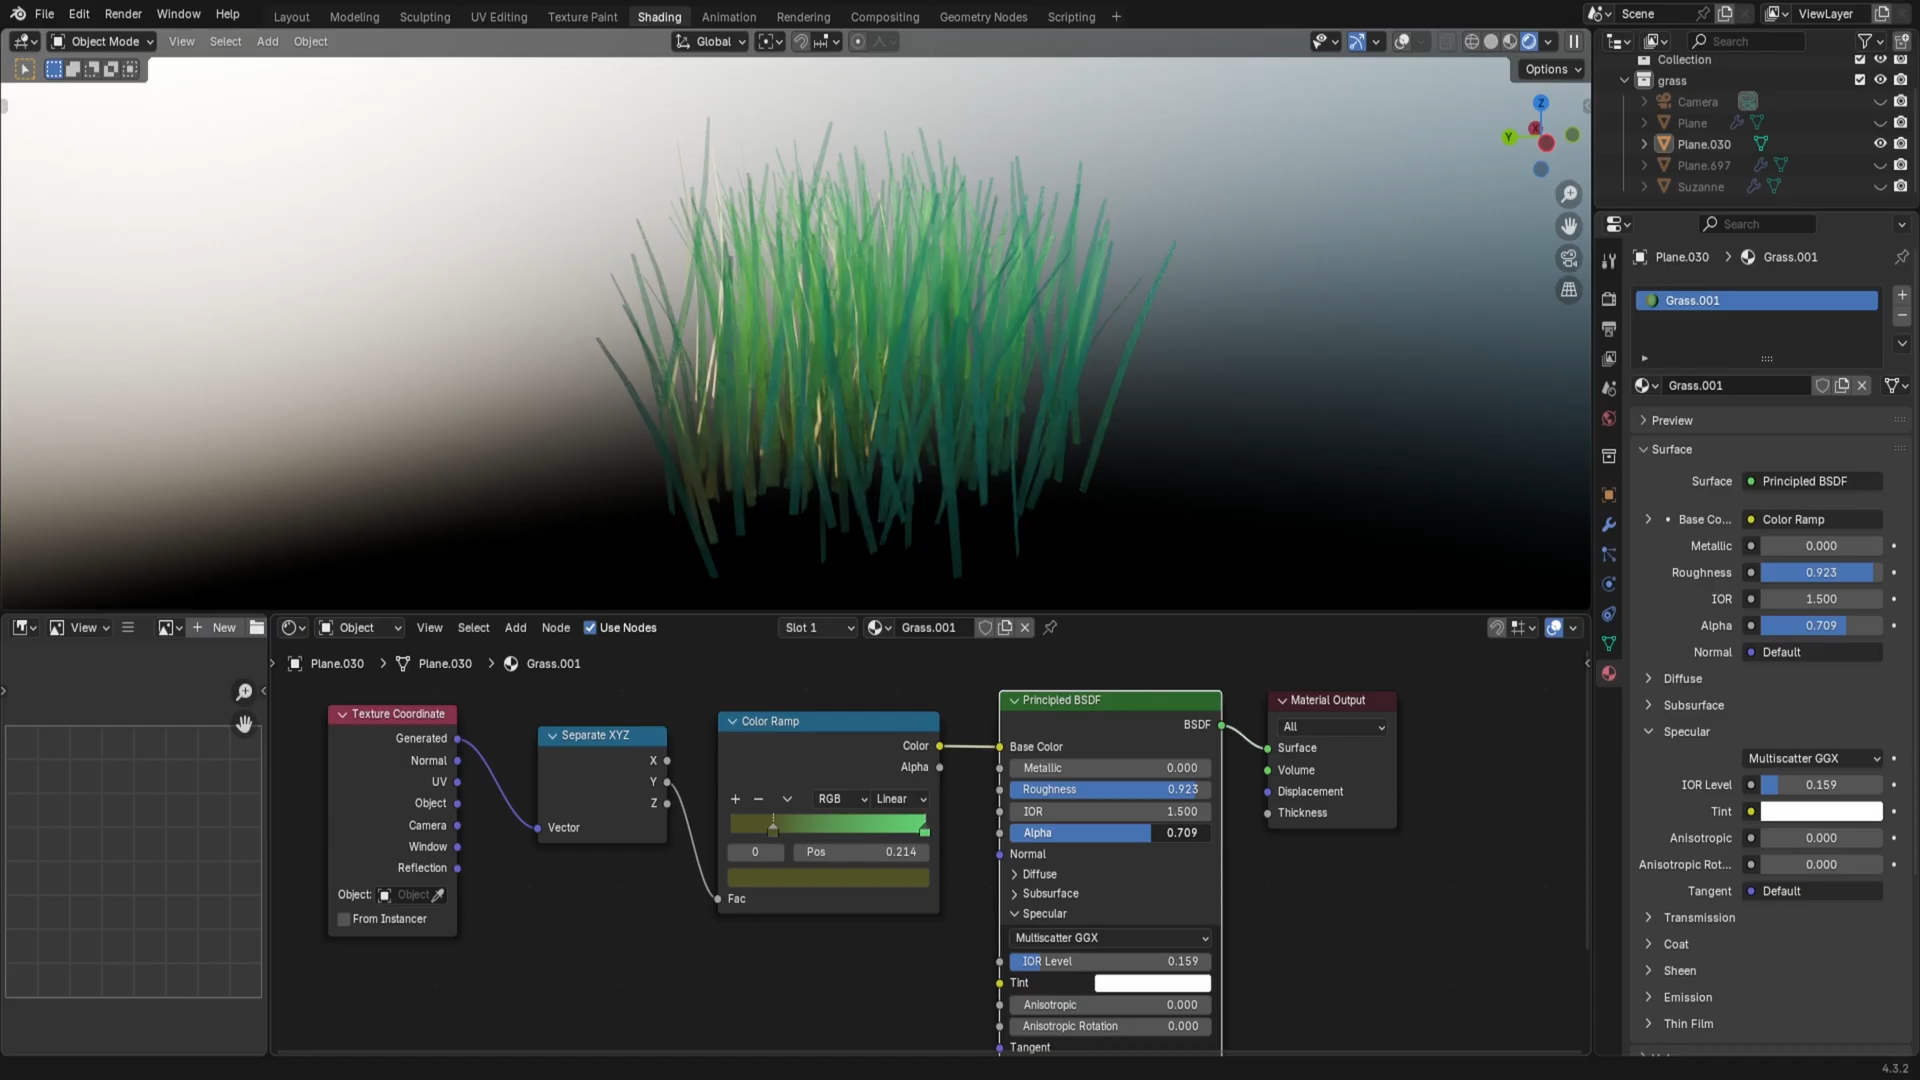 File Edit Render Window Help Layout Modeling Sculpting UV Editing Texture Paint Shading Animation Rendering Compositing Geometry Nodes Scripting + Scene ViewLayer
Object Mode View Select Add Object Global Search
Options
Collection
grass
Camera
Plane
Plane.030
Plane.697
Suzanne
Z
Y
X
Search
Plane.030 > Grass.001
Grass.001
Grass.001
Preview
Surface
Surface Principled BSDF
Base Co... Color Ramp
Metallic 0.000
Roughness 0.923
IOR 1.500
Alpha 0.709
Normal Default
Diffuse
Subsurface
Specular
Multiscatter GGX
IOR Level 0.159
Tint
Anisotropic 0.000
Anisotropic Rot... 0.000
Tangent Default
Transmission
Coat
Sheen
Emission
Thin Film
View + New
Object View Select Add Node Use Nodes Slot 1 Grass.001
Plane.030 > Plane.030 > Grass.001
Texture Coordinate
Generated
Normal
UV
Object
Camera
Window
Reflection
Object: Object
From Instancer
Separate XYZ
X
Y
Z
Vector
Color Ramp
Color
Alpha
+ − RGB Linear
0 Pos 0.214
Fac
Principled BSDF
BSDF
Base Color
Metallic 0.000
Roughness 0.923
IOR 1.500
Alpha 0.709
Normal
Diffuse
Subsurface
Specular
Multiscatter GGX
IOR Level 0.159
Tint
Anisotropic 0.000
Anisotropic Rotation 0.000
Tangent
Material Output
All
Surface
Volume
Displacement
Thickness
4.3.2